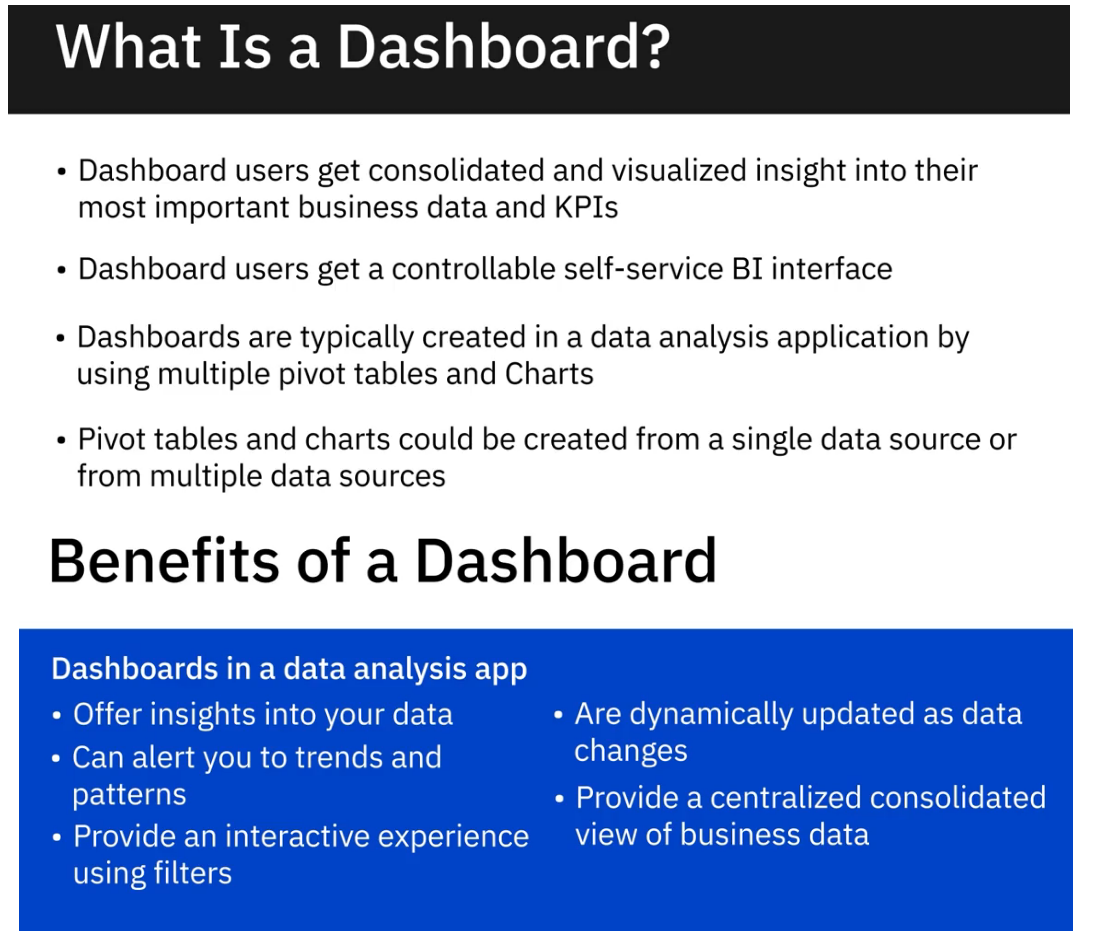 What Is a Dashboard?
• Dashboard users get consolidated and visualized insight into their
most important business data and KPIs
• Dashboard users get a controllable self-service BI interface
• Dashboards are typically created in a data analysis application by
using multiple pivot tables and Charts
• Pivot tables and charts could be created from a single data source or
from multiple data sources
Benefits of a Dashboard
Dashboards in a data analysis app
• Offer insights into your data
• Can alert you to trends and
patterns
• Provide an interactive experience
using filters
• Are dynamically updated as data
changes
• Provide a centralized consolidated
view of business data